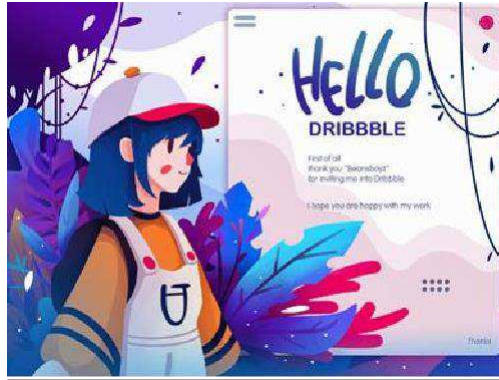 HELLO
DRIBBBLE
First of all
thank you "Beansboyz"
for inviting me into Dribbble
I hope you are happy with my work
Thanks